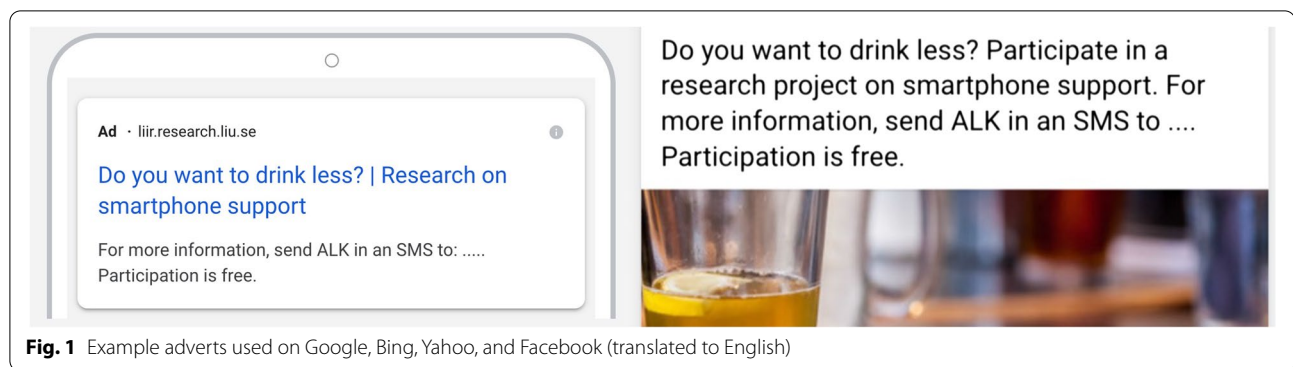 Ad · liir.research.liu.se
Do you want to drink less? | Research on
smartphone support
For more information, send ALK in an SMS to: .....
Participation is free.
Do you want to drink less? Participate in a
research project on smartphone support. For
more information, send ALK in an SMS to ....
Participation is free.
Fig. 1 Example adverts used on Google, Bing, Yahoo, and Facebook (translated to English)